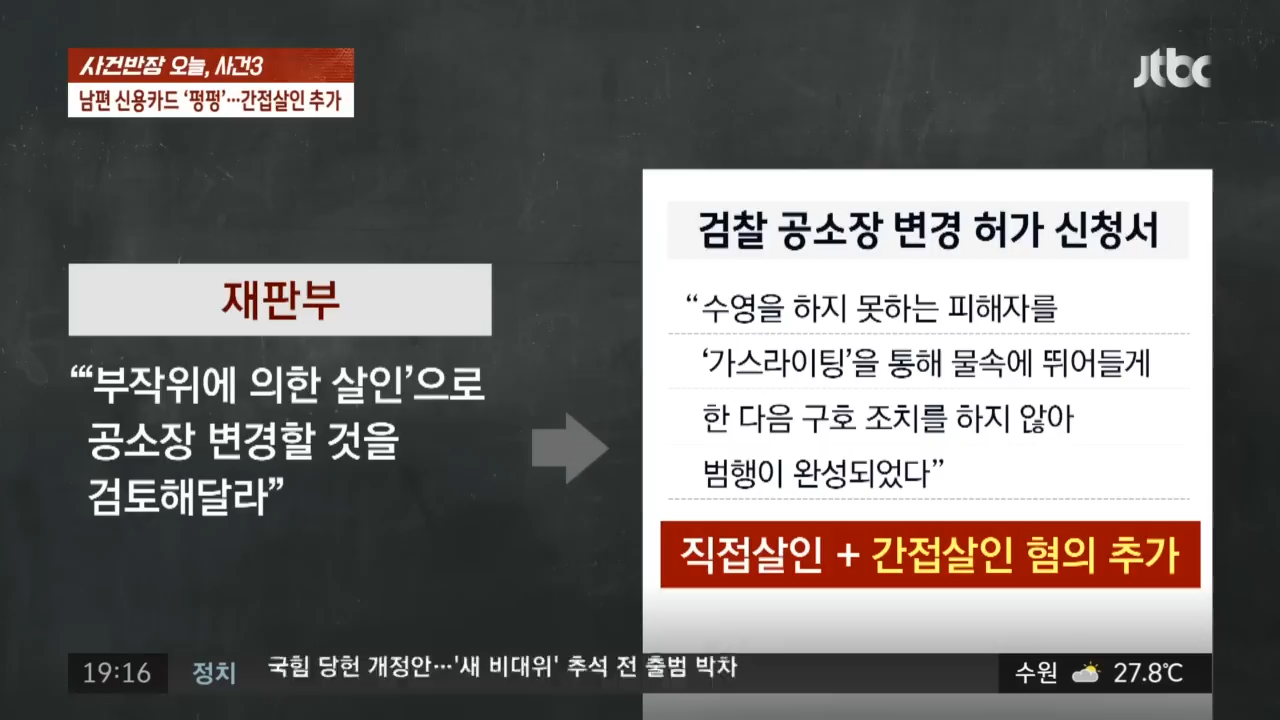 사건반장 오늘, 사건3
남편 신용카드 ‘펑펑’…간접살인 추가
jtbc
재판부
“‘부작위에 의한 살인’으로
공소장 변경할 것을
검토해달라”
검찰 공소장 변경 허가 신청서
“수영을 하지 못하는 피해자를
‘가스라이팅’을 통해 물속에 뛰어들게
한 다음 구호 조치를 하지 않아
범행이 완성되었다”
직접살인 + 간접살인 혐의 추가
19:16 정치 국힘 당헌 개정안…'새 비대위' 추석 전 출범 박차 수원 27.8℃